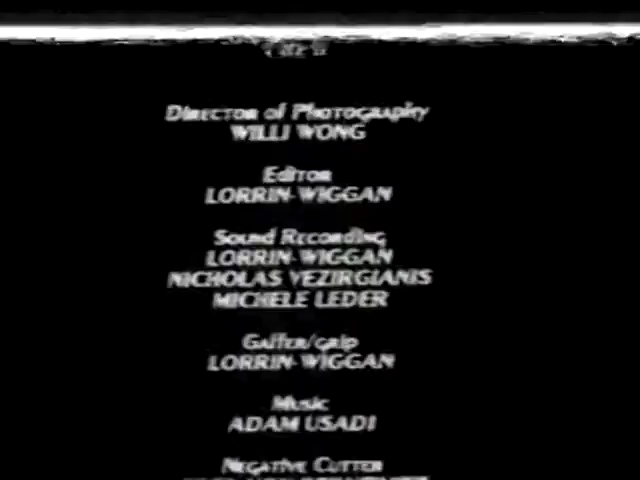 Director of Photography
WILLI WONG
Editor
LORRIN-WIGGAN
Sound Recording
LORRIN-WIGGAN
NICHOLAS VEZIRGIANIS
MICHELE LEDER
Gaffer/grip
LORRIN-WIGGAN
Music
ADAM USADI
Negative Cutter